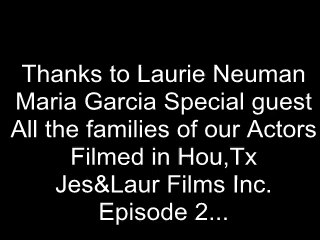 Thanks to Laurie Neuman
Maria Garcia Special guest
All the families of our Actors
Filmed in Hou,Tx
Jes&Laur Films Inc.
Episode 2...